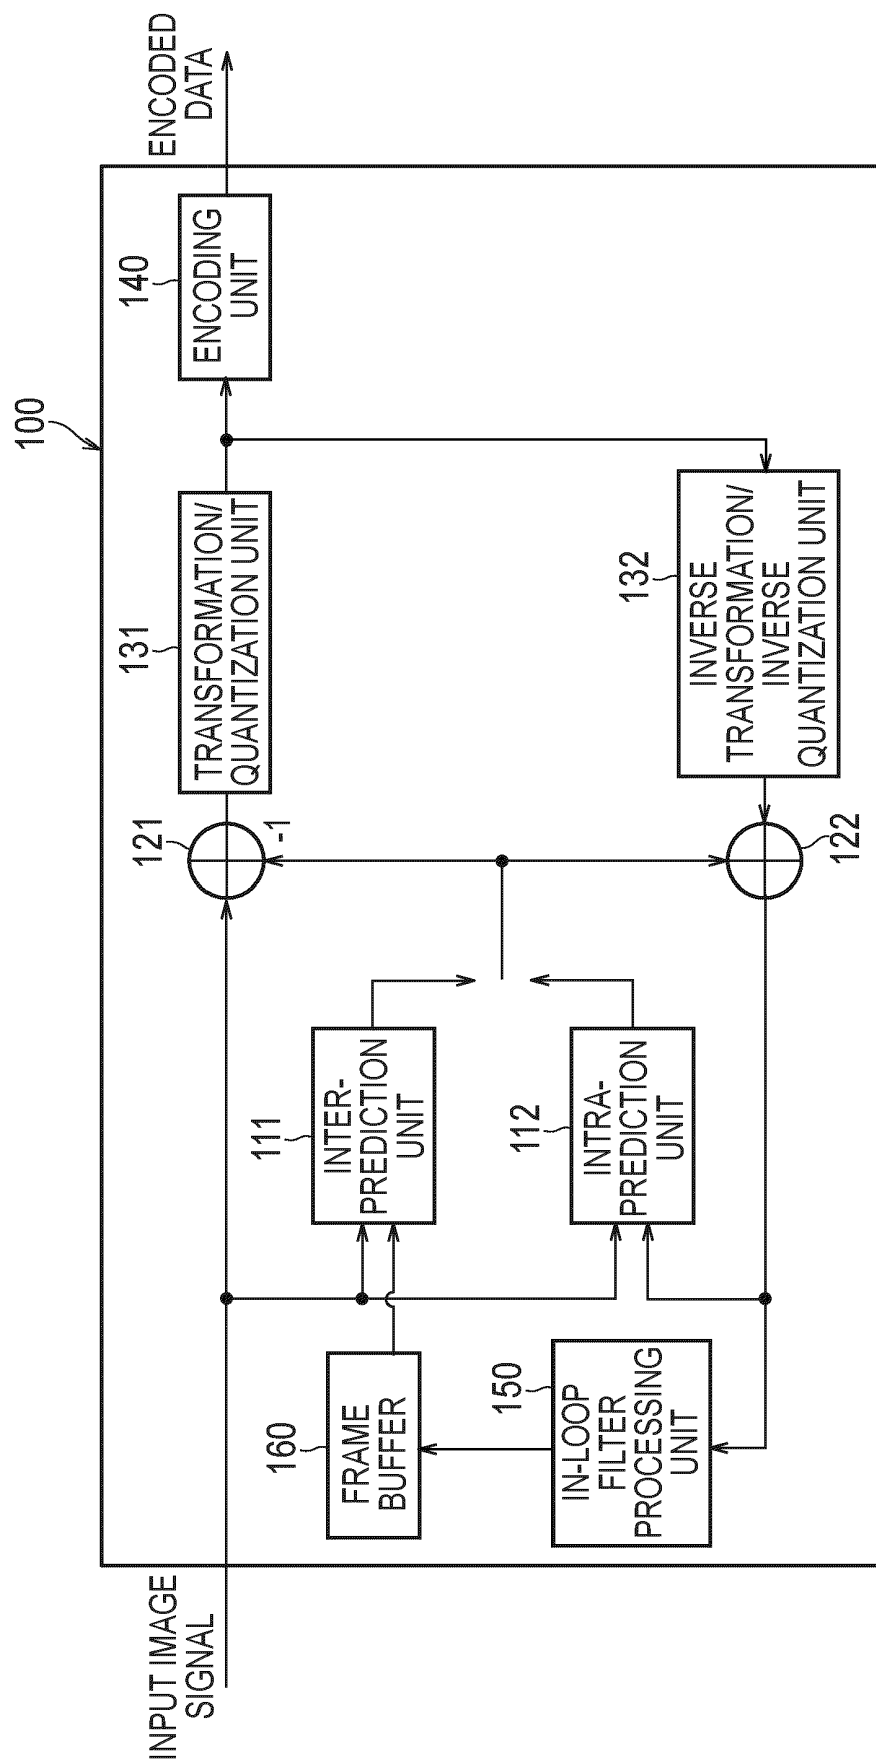 100
INPUT IMAGE
SIGNAL
ENCODED
DATA
121
-1
131
TRANSFORMATION/
QUANTIZATION UNIT
140
ENCODING
UNIT
160
FRAME
BUFFER
111
INTER-
PREDICTION
UNIT
150
IN-LOOP
FILTER
PROCESSING
UNIT
112
INTRA-
PREDICTION
UNIT
122
132
INVERSE
TRANSFORMATION/
INVERSE
QUANTIZATION UNIT